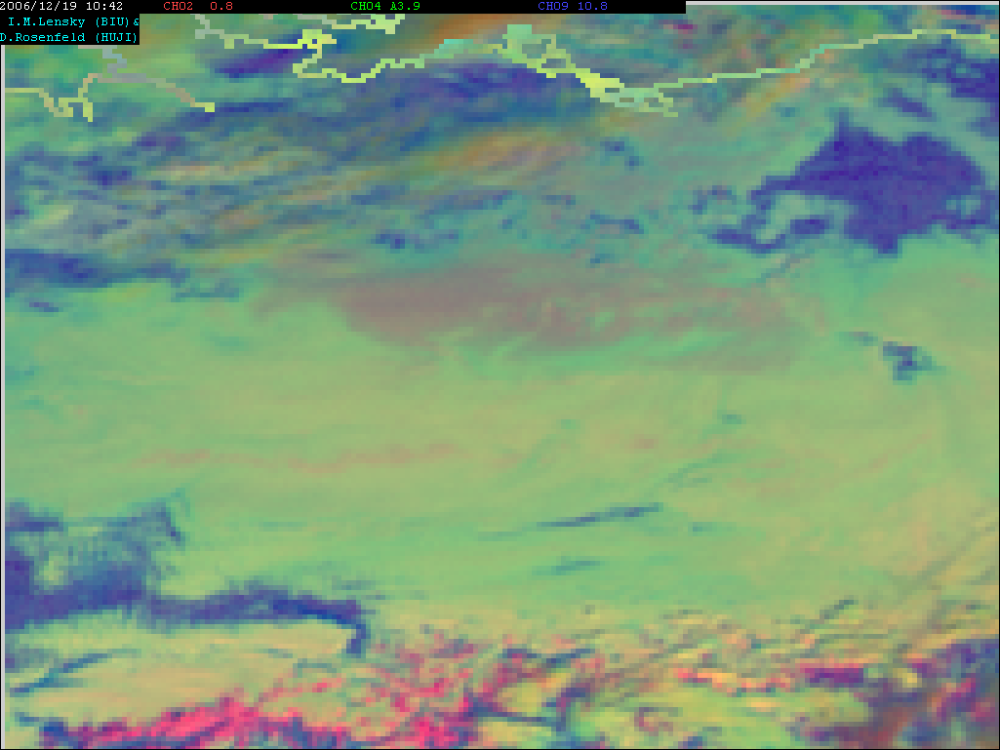 2006/12/19 10:42 CH02 0.8 CH04 A3.9 CH09 10.8
I.M.Lensky (BIU)&
D.Rosenfeld (HUJI)